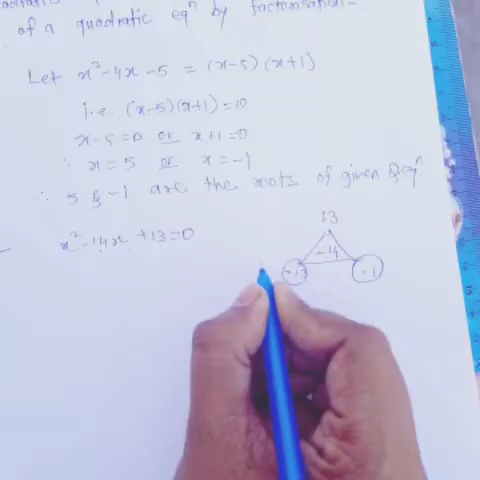 of a quadratic eqⁿ by factorisation-
Let x²-4x-5 = (x-5)(x+1)
i.e. (x-5)(x+1)=0
x-5=0 or x+1=0
∴ x=5 or x=-1
∴ 5 & -1 are the roots of given Q.eqⁿ.
x²-14x+13=0
13
-14
-13 -1